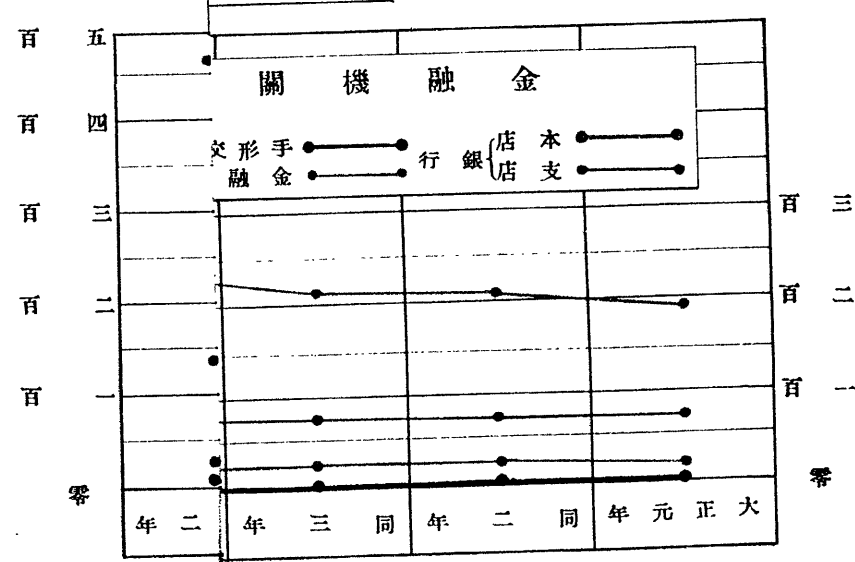 金融機關
銀行
本店
支店
手形交
金融
五百
四百
三百
二百
一百
零
三百
二百
一百
零
大正元年
同二年
同三年
二年